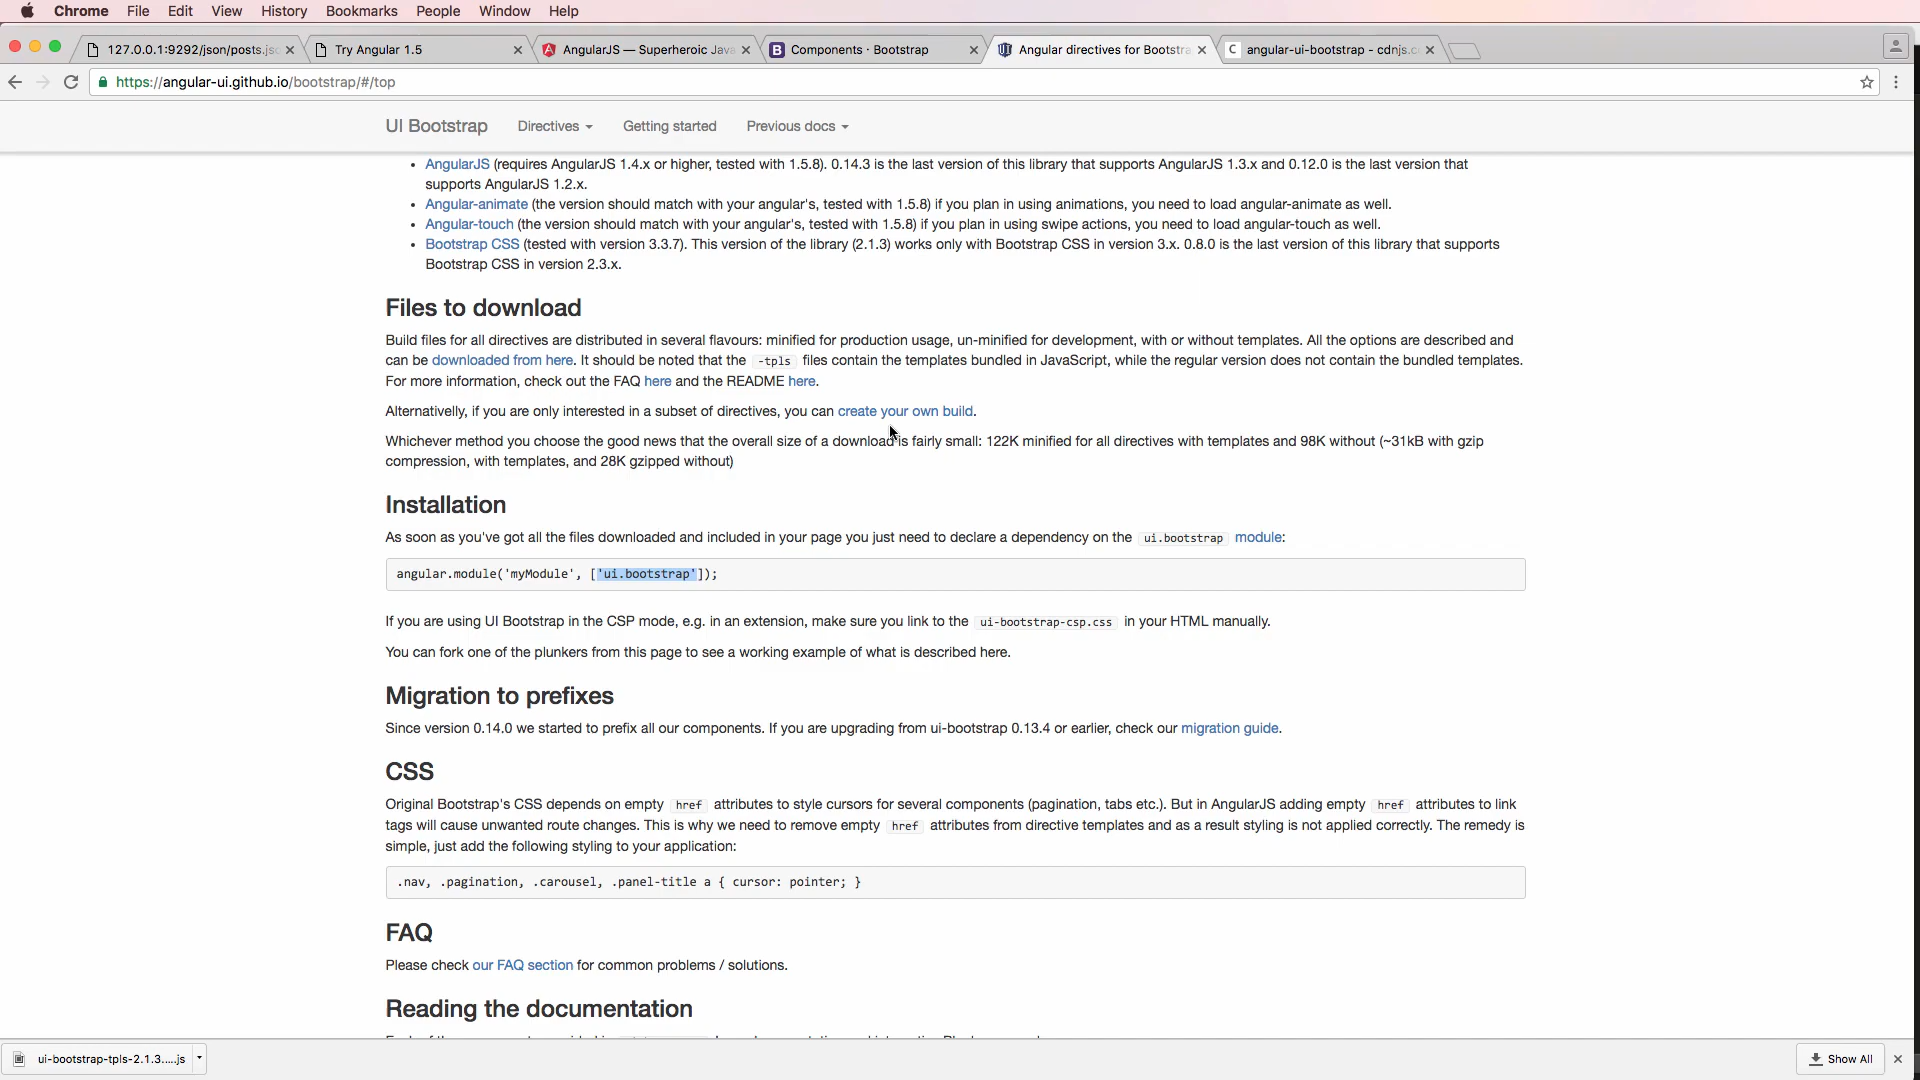 Chrome File Edit View History Bookmarks People Window Help
127.0.0.1:9292/json/posts.js Try Angular 1.5 AngularJS — Superheroic Java Components · Bootstrap Angular directives for Bootstra angular-ui-bootstrap - cdnjs.c
https://angular-ui.github.io/bootstrap/#/top
UI Bootstrap Directives Getting started Previous docs
• AngularJS (requires AngularJS 1.4.x or higher, tested with 1.5.8). 0.14.3 is the last version of this library that supports AngularJS 1.3.x and 0.12.0 is the last version that
supports AngularJS 1.2.x.
• Angular-animate (the version should match with your angular's, tested with 1.5.8) if you plan in using animations, you need to load angular-animate as well.
• Angular-touch (the version should match with your angular's, tested with 1.5.8) if you plan in using swipe actions, you need to load angular-touch as well.
• Bootstrap CSS (tested with version 3.3.7). This version of the library (2.1.3) works only with Bootstrap CSS in version 3.x. 0.8.0 is the last version of this library that supports
Bootstrap CSS in version 2.3.x.
Files to download
Build files for all directives are distributed in several flavours: minified for production usage, un-minified for development, with or without templates. All the options are described and
can be downloaded from here. It should be noted that the -tpls files contain the templates bundled in JavaScript, while the regular version does not contain the bundled templates.
For more information, check out the FAQ here and the README here.
Alternativelly, if you are only interested in a subset of directives, you can create your own build.
Whichever method you choose the good news that the overall size of a download is fairly small: 122K minified for all directives with templates and 98K without (~31kB with gzip
compression, with templates, and 28K gzipped without)
Installation
As soon as you've got all the files downloaded and included in your page you just need to declare a dependency on the ui.bootstrap module:
angular.module('myModule', ['ui.bootstrap']);
If you are using UI Bootstrap in the CSP mode, e.g. in an extension, make sure you link to the ui-bootstrap-csp.css in your HTML manually.
You can fork one of the plunkers from this page to see a working example of what is described here.
Migration to prefixes
Since version 0.14.0 we started to prefix all our components. If you are upgrading from ui-bootstrap 0.13.4 or earlier, check our migration guide.
CSS
Original Bootstrap's CSS depends on empty href attributes to style cursors for several components (pagination, tabs etc.). But in AngularJS adding empty href attributes to link
tags will cause unwanted route changes. This is why we need to remove empty href attributes from directive templates and as a result styling is not applied correctly. The remedy is
simple, just add the following styling to your application:
.nav, .pagination, .carousel, .panel-title a { cursor: pointer; }
FAQ
Please check our FAQ section for common problems / solutions.
Reading the documentation
ui-bootstrap-tpls-2.1.3....js Show All